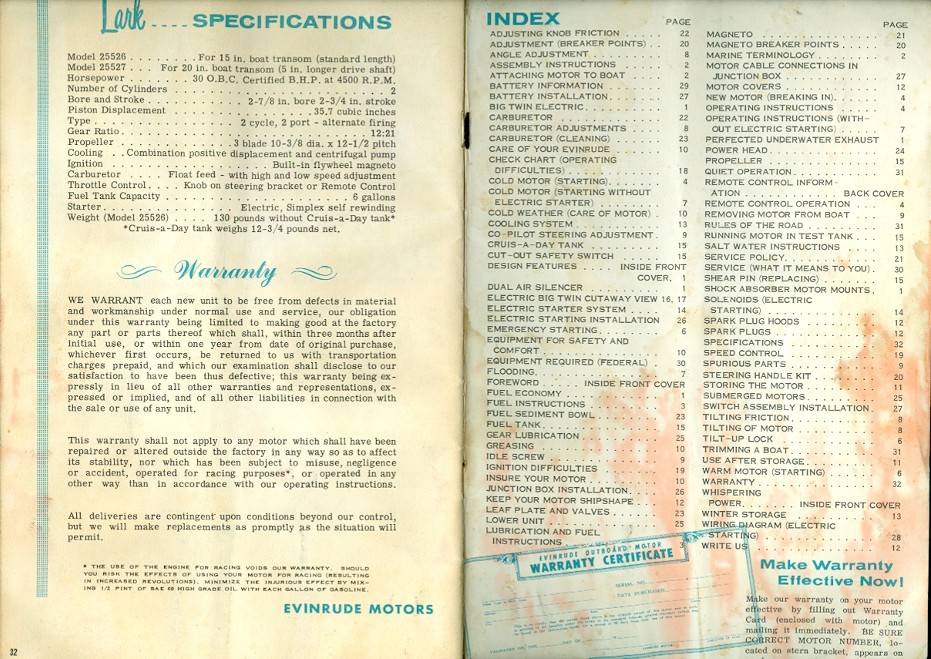 Lark .... SPECIFICATIONS
Model 25526 . . . . . . . For 15 in. boat transom (standard length)
Model 25527 . . . For 20 in. boat transom (5 in. longer drive shaft)
Horsepower . . . . . . . . 30 O.B.C. Certified B.H.P. at 4500 R.P.M.
Number of Cylinders . . . . . . . . . . . . . . . . . . . . 2
Bore and Stroke . . . . . . . . . 2-7/8 in. bore 2-3/4 in. stroke
Piston Displacement . . . . . . . . . . . . . . 35.7 cubic inches
Type . . . . . . . . . . . . . 2 cycle, 2 port - alternate firing
Gear Ratio . . . . . . . . . . . . . . . . . . . . . . . 12:21
Propeller . . . . . . . . . . 3 blade 10-3/8 dia. x 12-1/2 pitch
Cooling . . Combination positive displacement and centrifugal pump
Ignition . . . . . . . . . . . . . . . Built-in flywheel magneto
Carburetor . . . . Float feed - with high and low speed adjustment
Throttle Control . . . . Knob on steering bracket or Remote Control
Fuel Tank Capacity . . . . . . . . . . . . . . . . . . 6 gallons
Starter . . . . . . . . . . . . . Electric, Simplex self rewinding
Weight (Model 25526) . . . . . 130 pounds without Cruis-a-Day tank*
*Cruis-a-Day tank weighs 12-3/4 pounds net.
Warranty
WE WARRANT each new unit to be free from defects in material
and workmanship under normal use and service, our obligation
under this warranty being limited to making good at the factory
any part or parts thereof which shall, within three months after
initial use, or within one year from date of original purchase,
whichever first occurs, be returned to us with transportation
charges prepaid, and which our examination shall disclose to our
satisfaction to have been thus defective; this warranty being ex-
pressly in lieu of all other warranties and representations, ex-
pressed or implied, and of all other liabilities in connection with
the sale or use of any unit.
This warranty shall not apply to any motor which shall have been
repaired or altered outside the factory in any way so as to affect
its stability, nor which has been subject to misuse, negligence
or accident, operated for racing purposes*, or operated in any
other way than in accordance with our operating instructions.
All deliveries are contingent upon conditions beyond our control,
but we will make replacements as promptly as the situation will
permit.
* THE USE OF THE ENGINE FOR RACING VOIDS OUR WARRANTY. SHOULD
YOU RISK THE EFFECTS OF USING YOUR MOTOR FOR RACING (RESULTING
IN INCREASED REVOLUTIONS), MINIMIZE THE INJURIOUS EFFECT BY MIX-
ING 1/2 PINT OF SAE 60 HIGH GRADE OIL WITH EACH GALLON OF GASOLINE.
EVINRUDE MOTORS
32
INDEX
PAGE
ADJUSTING KNOB FRICTION . . . . . 22
ADJUSTMENT (BREAKER POINTS) . . 20
ANGLE ADJUSTMENT . . . . . . . . 8
ASSEMBLY INSTRUCTIONS . . . . . . 2
ATTACHING MOTOR TO BOAT . . . . 2
BATTERY INFORMATION . . . . . . . 29
BATTERY INSTALLATION . . . . . . . 27
BIG TWIN ELECTRIC . . . . . . . . . 1
CARBURETOR . . . . . . . . . . . . 22
CARBURETOR ADJUSTMENTS . . . . 8
CARBURETOR (CLEANING) . . . . . . 23
CARE OF YOUR EVINRUDE . . . . . 10
CHECK CHART (OPERATING
DIFFICULTIES) . . . . . . . . . . 18
COLD MOTOR (STARTING) . . . . . . 4
COLD MOTOR (STARTING WITHOUT
ELECTRIC STARTER) . . . . . . . 7
COLD WEATHER (CARE OF MOTOR) . 10
COOLING SYSTEM . . . . . . . . . . 13
CO-PILOT STEERING ADJUSTMENT . 9
CRUIS-A-DAY TANK . . . . . . . . . 15
CUT-OUT SAFETY SWITCH . . . . . 15
DESIGN FEATURES . . . . INSIDE FRONT
COVER, 1
DUAL AIR SILENCER . . . . . . . . 1
ELECTRIC BIG TWIN CUTAWAY VIEW 16, 17
ELECTRIC STARTER SYSTEM . . . . 14
ELECTRIC STARTING INSTALLATION 26
EMERGENCY STARTING . . . . . . . 6
EQUIPMENT FOR SAFETY AND
COMFORT . . . . . . . . . . . . 10
EQUIPMENT REQUIRED (FEDERAL) . 30
FLOODING . . . . . . . . . . . . . 7
FOREWORD . . . . INSIDE FRONT COVER
FUEL ECONOMY . . . . . . . . . . 1
FUEL INSTRUCTIONS . . . . . . . . 3
FUEL SEDIMENT BOWL . . . . . . . 23
FUEL TANK . . . . . . . . . . . . 15
GEAR LUBRICATION . . . . . . . . 25
GREASING . . . . . . . . . . . . . 10
IDLE SCREW . . . . . . . . . . . . 9
IGNITION DIFFICULTIES . . . . . . 19
INSURE YOUR MOTOR . . . . . . . . 10
JUNCTION BOX INSTALLATION . . . . 26
KEEP YOUR MOTOR SHIPSHAPE . . . 12
LEAF PLATE AND VALVES . . . . . 23
LOWER UNIT . . . . . . . . . . . . 25
LUBRICATION AND FUEL
INSTRUCTIONS . . . . . . . . . . 3
PAGE
MAGNETO . . . . . . . . . . . . . 21
MAGNETO BREAKER POINTS . . . . . 20
MARINE TERMINOLOGY . . . . . . . 2
MOTOR CABLE CONNECTIONS IN
JUNCTION BOX . . . . . . . . . . 27
MOTOR COVERS . . . . . . . . . . . 12
NEW MOTOR (BREAKING IN) . . . . . 4
OPERATING INSTRUCTIONS . . . . . 4
OPERATING INSTRUCTIONS (WITH-
OUT ELECTRIC STARTING) . . . . . 7
PERFECTED UNDERWATER EXHAUST 1
POWER HEAD . . . . . . . . . . . . 24
PROPELLER . . . . . . . . . . . . 15
QUIET OPERATION . . . . . . . . . 31
REMOTE CONTROL INFORM-
ATION . . . . . . . . . BACK COVER
REMOTE CONTROL OPERATION . . . 4
REMOVING MOTOR FROM BOAT . . . 9
RULES OF THE ROAD . . . . . . . . 31
RUNNING MOTOR IN TEST TANK . . . 15
SALT WATER INSTRUCTIONS . . . . 13
SERVICE POLICY . . . . . . . . . . 21
SERVICE (WHAT IT MEANS TO YOU) . 30
SHEAR PIN (REPLACING) . . . . . . 15
SHOCK ABSORBER MOTOR MOUNTS . 1
SOLENOIDS (ELECTRIC
STARTING) . . . . . . . . . . . . 14
SPARK PLUG HOODS . . . . . . . . 12
SPARK PLUGS . . . . . . . . . . . 12
SPECIFICATIONS . . . . . . . . . . 32
SPEED CONTROL . . . . . . . . . . 19
SPURIOUS PARTS . . . . . . . . . . 9
STEERING HANDLE KIT . . . . . . . 20
STORING THE MOTOR . . . . . . . . 11
SUBMERGED MOTORS . . . . . . . . 25
SWITCH ASSEMBLY INSTALLATION . 27
TILTING FRICTION . . . . . . . . . 8
TILTING OF MOTOR . . . . . . . . . 8
TILT-UP LOCK . . . . . . . . . . . 6
TRIMMING A BOAT . . . . . . . . . 31
USE AFTER STORAGE . . . . . . . . 11
WARM MOTOR (STARTING) . . . . . . 6
WARRANTY . . . . . . . . . . . . . 32
WHISPERING
POWER . . . . . INSIDE FRONT COVER
WINTER STORAGE . . . . . . . . . 13
WIRING DIAGRAM (ELECTRIC
STARTING) . . . . . . . . . . . . 28
WRITE US . . . . . . . . . . . . . 12
EVINRUDE OUTBOARD MOTOR
WARRANTY CERTIFICATE
SERIAL NO.
DATE PURCHASED
Make Warranty
Effective Now!
Make our warranty on your motor
effective by filling out Warranty
Card (enclosed with motor) and
mailing it immediately. BE SURE
CORRECT MOTOR NUMBER, lo-
cated on stern bracket, appears on